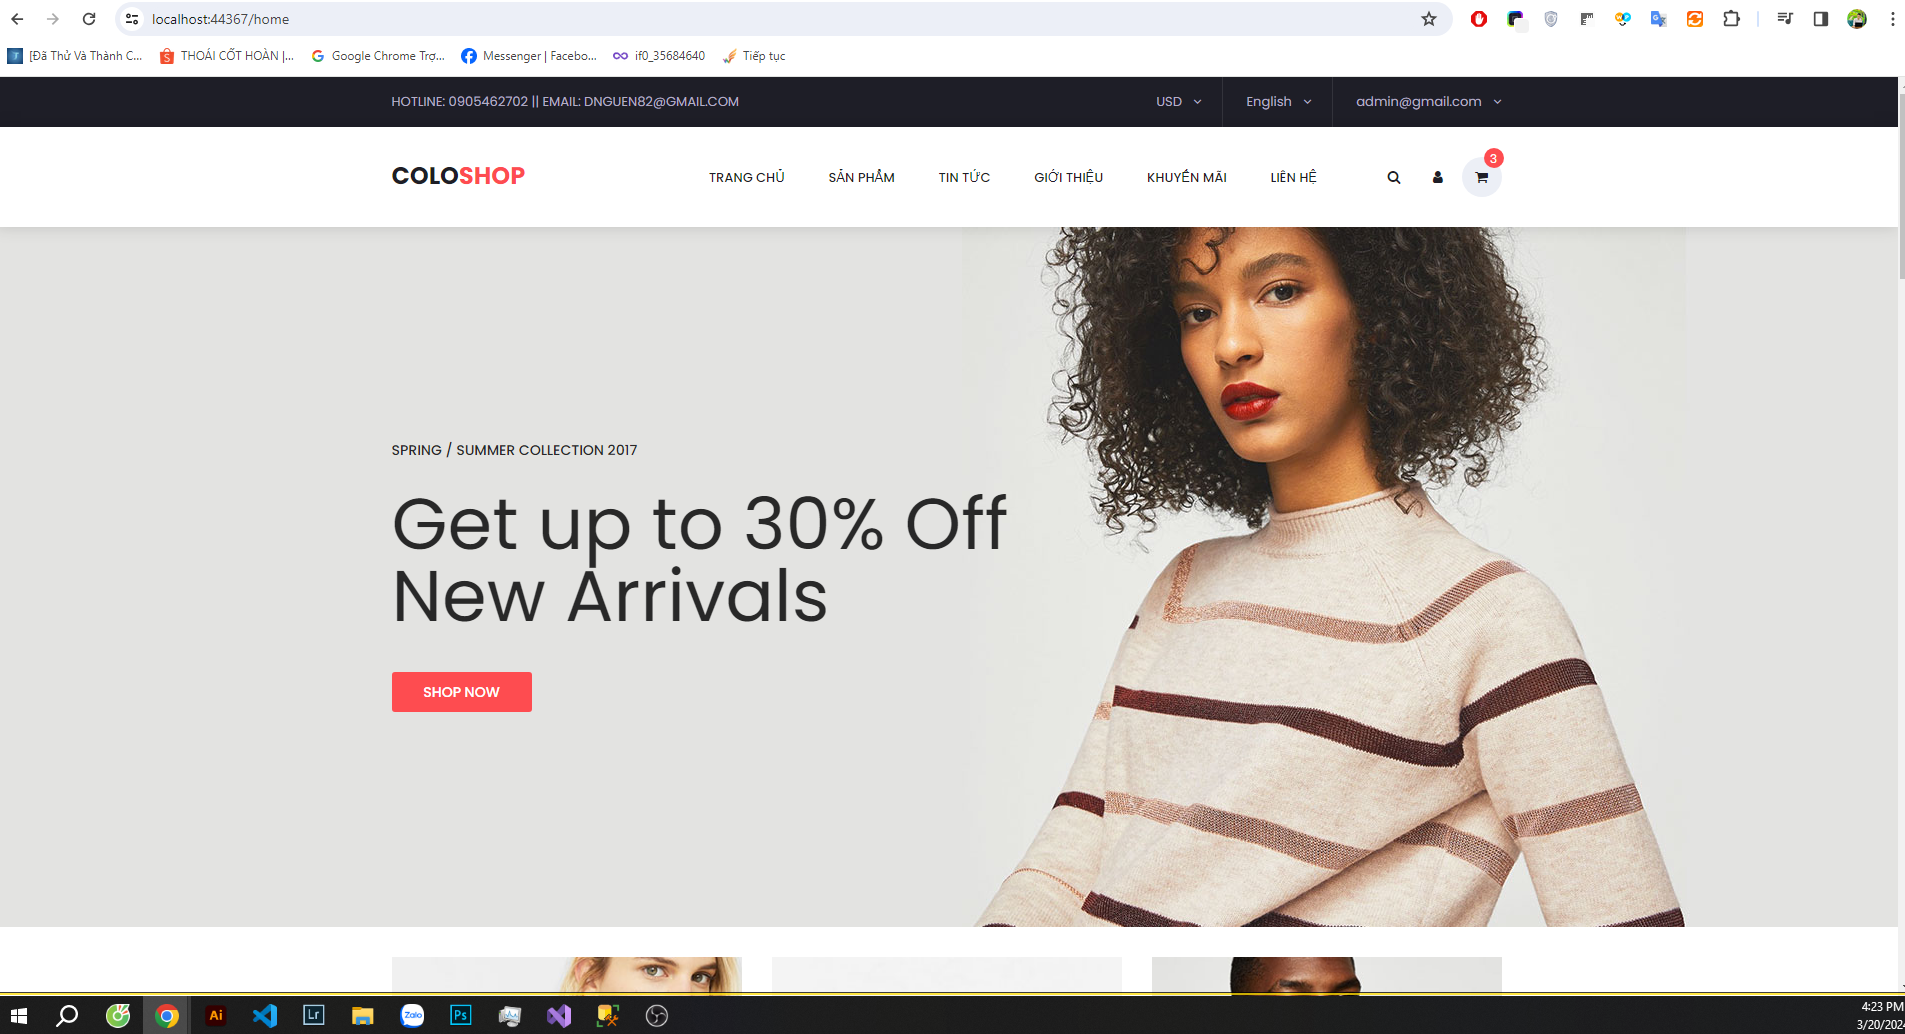 localhost:44367/home
[Đã Thử Và Thành C...
THOÁI CỐT HOÀN |...
Google Chrome Trợ...
Messenger | Facebo...
if0_35684640
Tiếp tục
HOTLINE: 0905462702 || EMAIL: DNGUEN82@GMAIL.COM
USD
English
admin@gmail.com
COLOSHOP
TRANG CHỦ
SẢN PHẨM
TIN TỨC
GIỚI THIỆU
KHUYẾN MÃI
LIÊN HỆ
3
SPRING / SUMMER COLLECTION 2017
Get up to 30% Off
New Arrivals
SHOP NOW
Ai
Lr
Zalo
Ps
4:23 PM
3/20/202